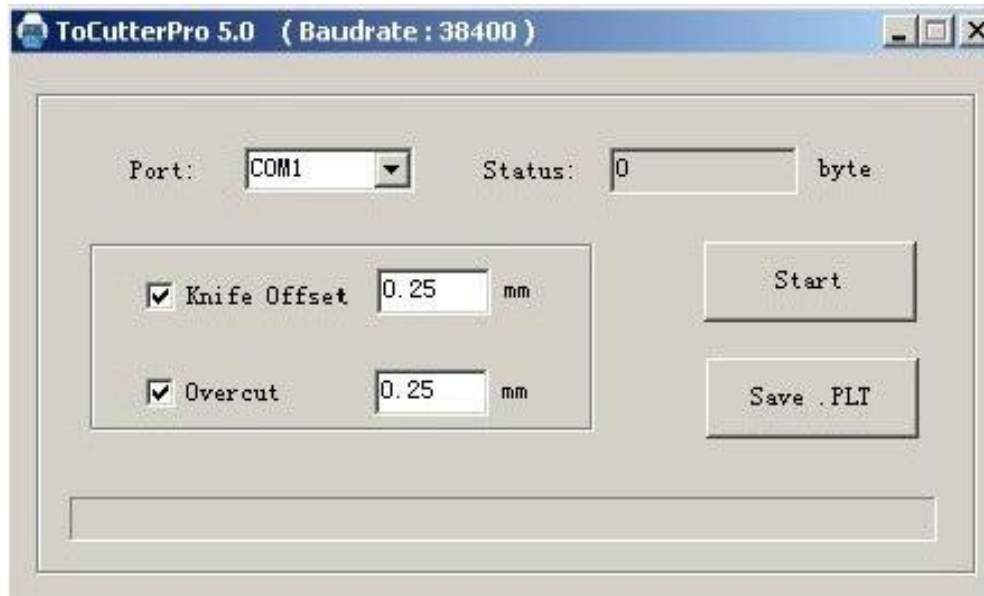 ToCutterPro 5.0 ( Baudrate : 38400 )
Port: COM1 Status: 0 byte
Knife Offset 0.25 mm
Start
Overcut 0.25 mm
Save .PLT